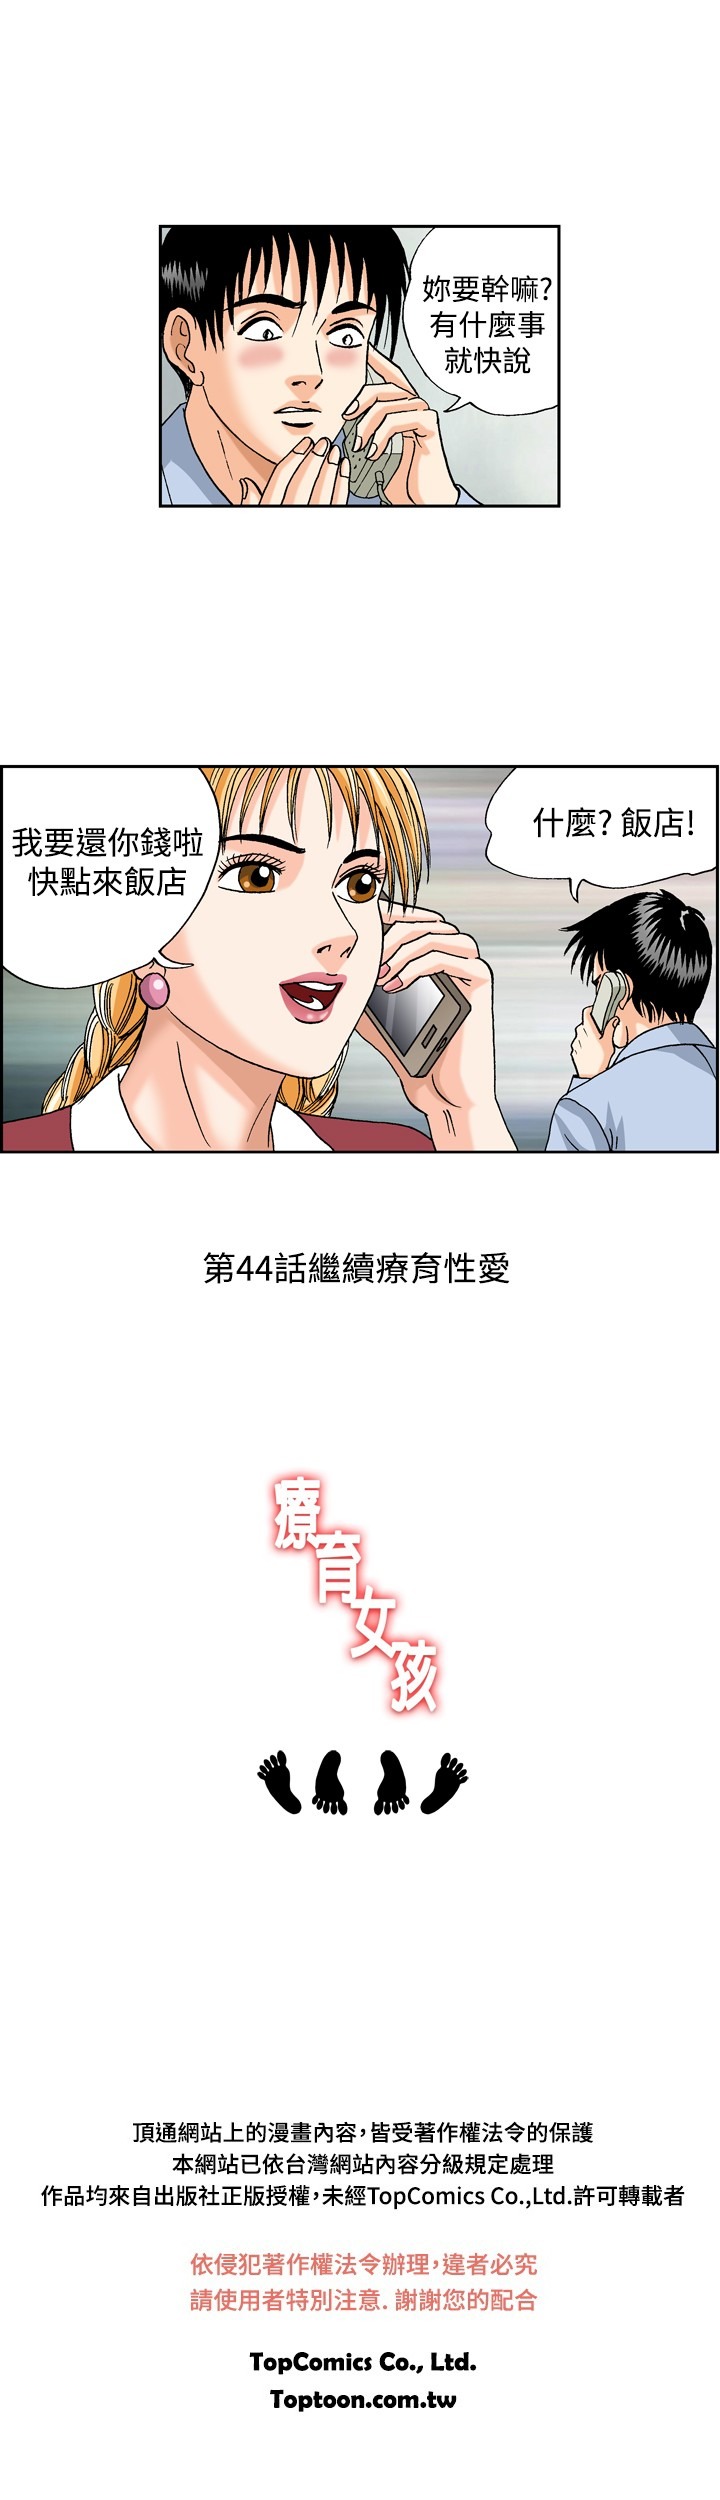 妳要幹嘛?
有什麼事
就快說
我要還你錢啦
快點來飯店
什麼? 飯店!
第44話繼續療育性愛
療育女孩
頂通網站上的漫畫內容，皆受著作權法令的保護
本網站已依台灣網站內容分級規定處理
作品均來自出版社正版授權，未經TopComics Co.,Ltd.許可轉載者
依侵犯著作權法令辦理，違者必究
請使用者特別注意. 謝謝您的配合
TopComics Co., Ltd.
Toptoon.com.tw